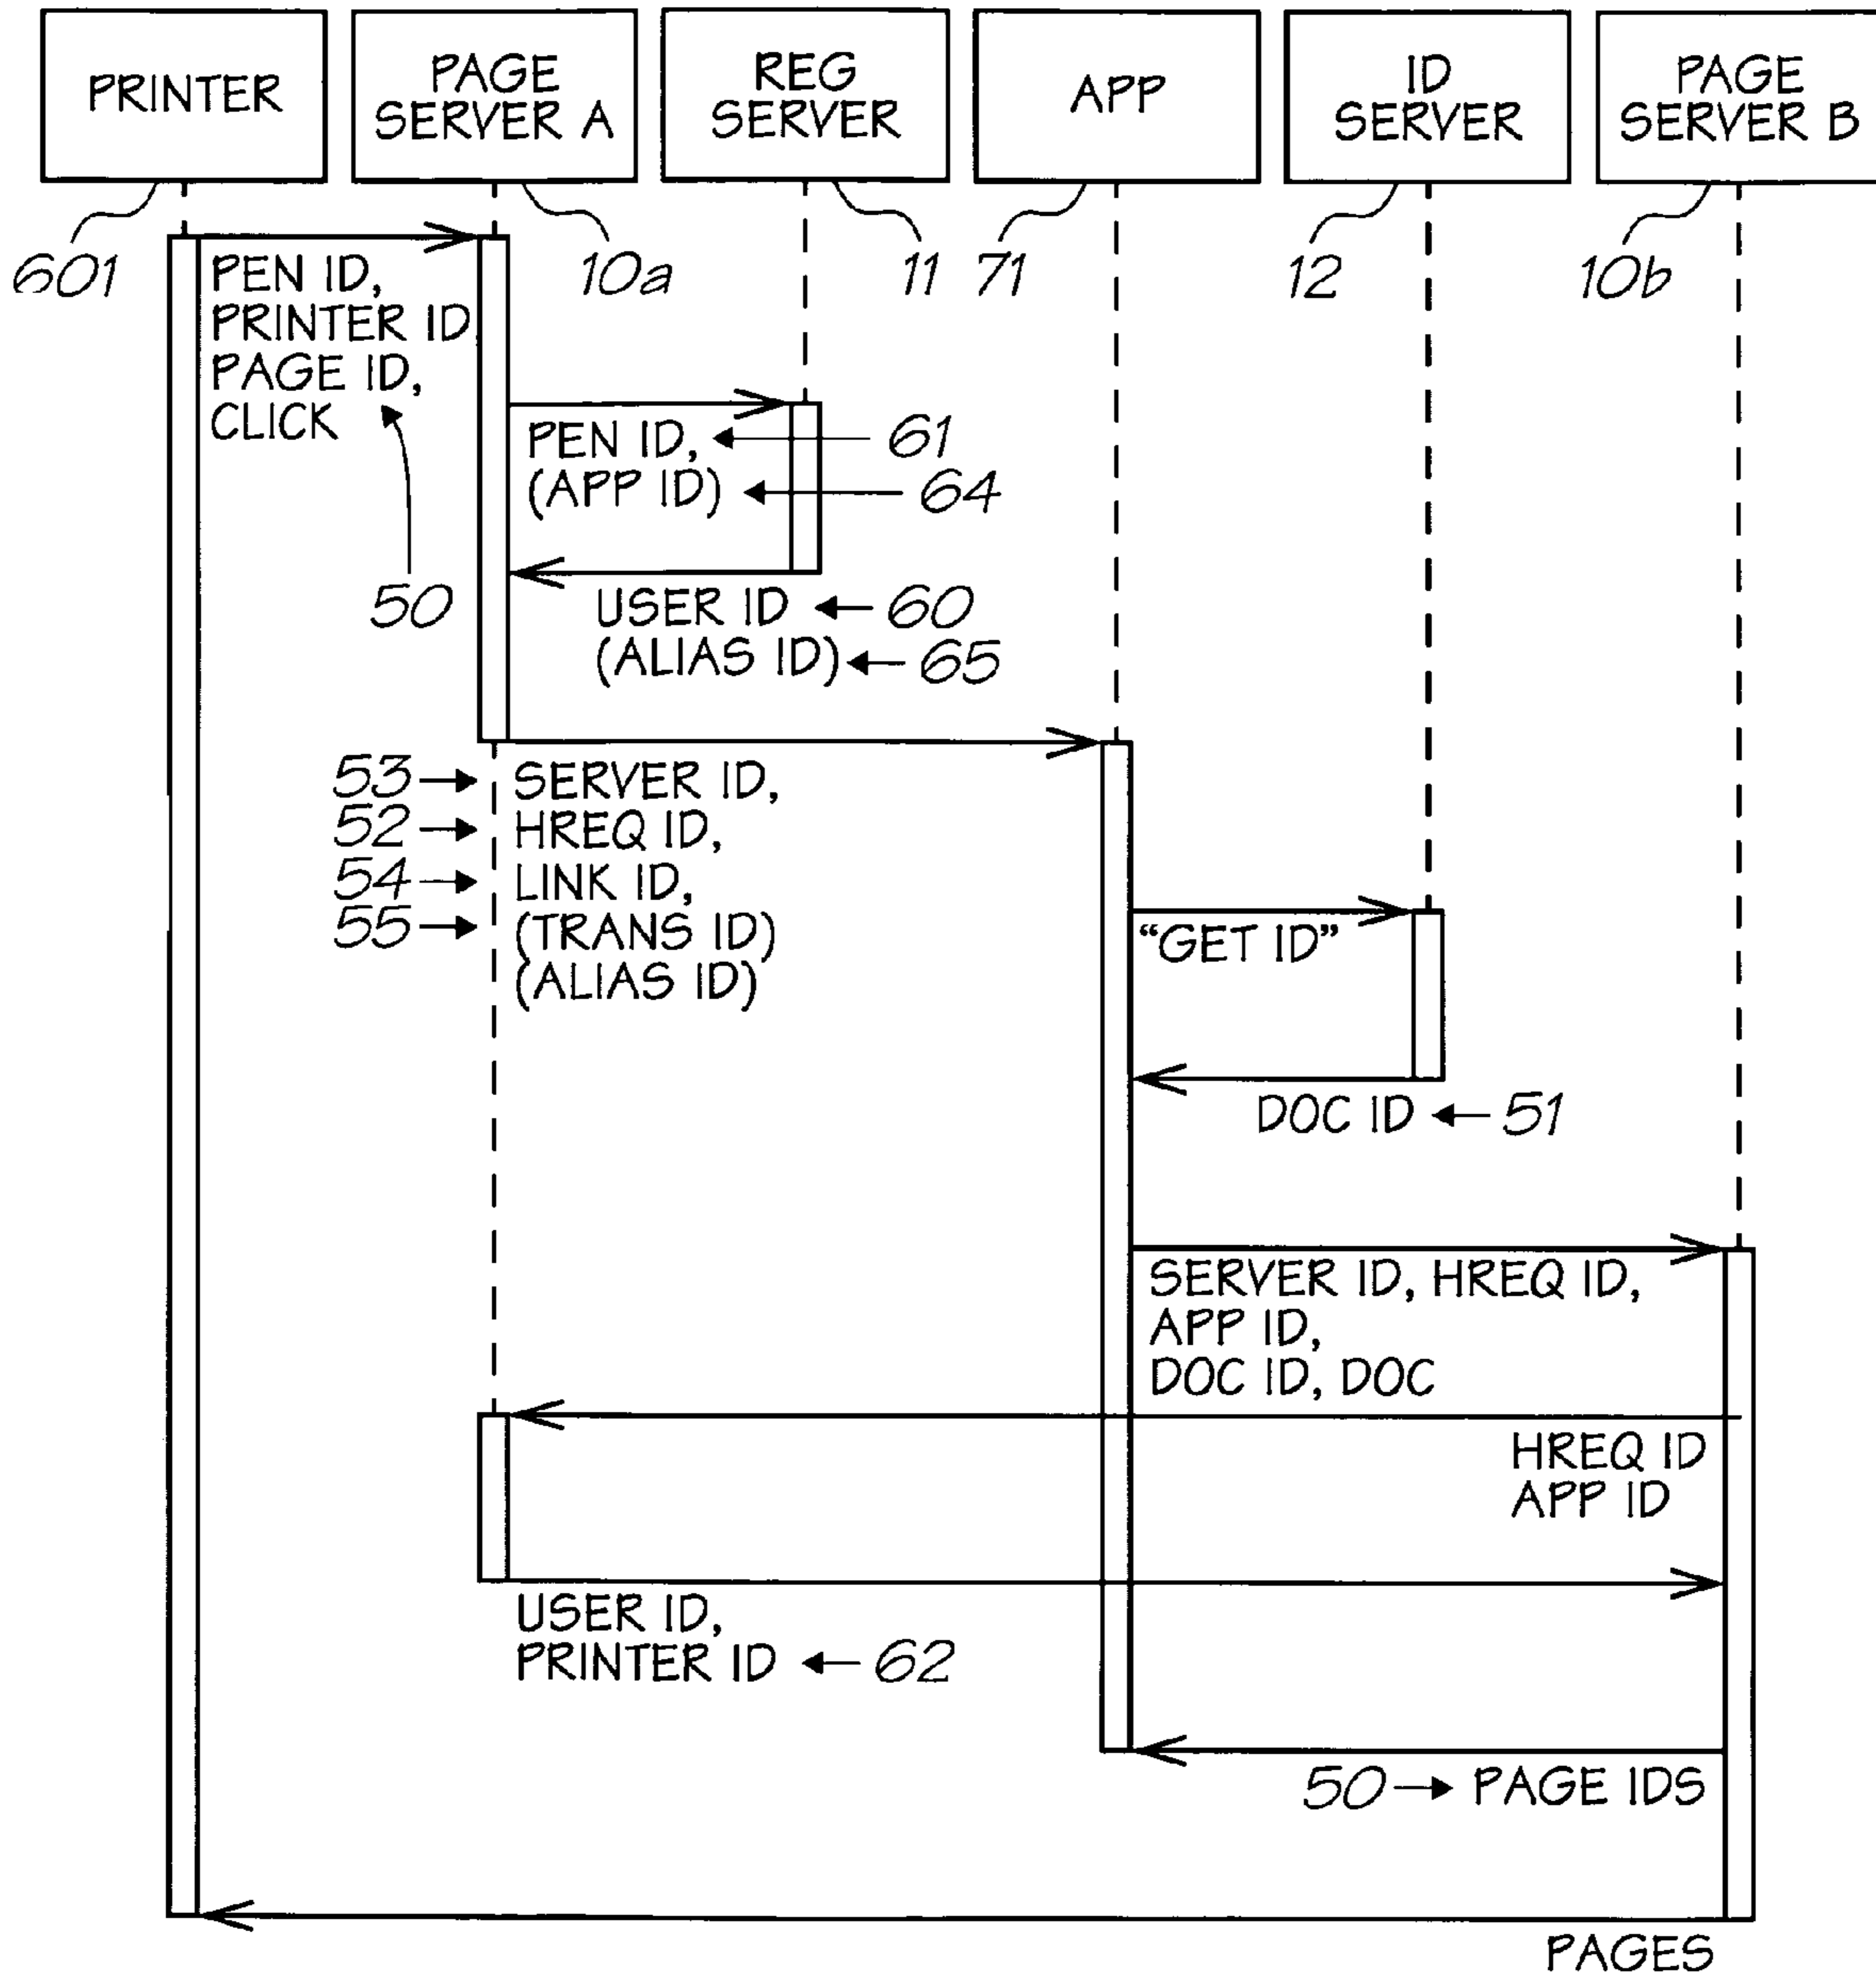 PRINTER
PAGE
SERVER A
REG
SERVER
APP
ID
SERVER
PAGE
SERVER B
601
10a
11
71
12
10b
PEN ID,
PRINTER ID
PAGE ID,
CLICK
50
PEN ID,
61
(APP ID)
64
USER ID
60
(ALIAS ID)
65
53
SERVER ID,
52
HREQ ID,
54
LINK ID,
55
(TRANS ID)
(ALIAS ID)
“GET ID”
DOC ID
51
SERVER ID, HREQ ID,
APP ID,
DOC ID, DOC
HREQ ID
APP ID
USER ID,
PRINTER ID
62
50
PAGE IDS
PAGES